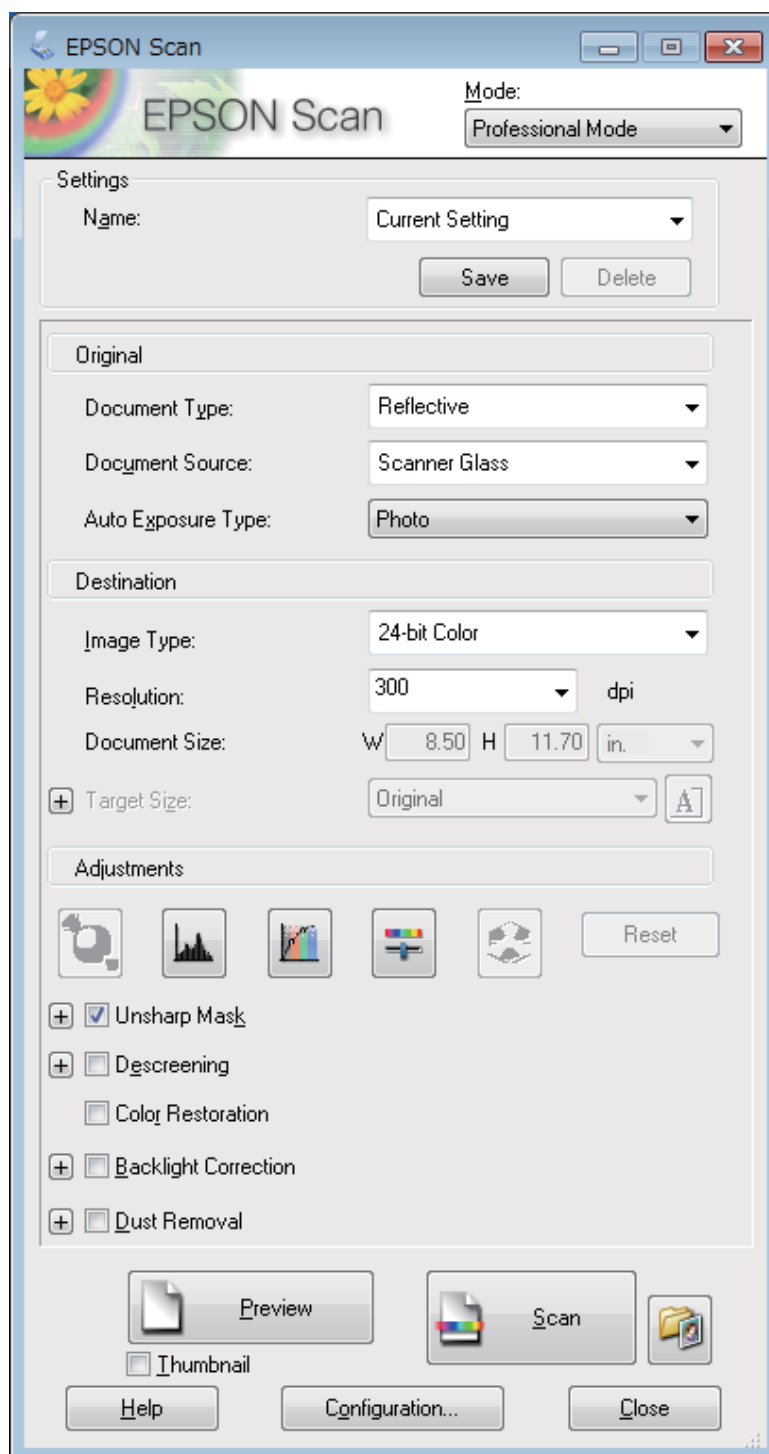 EPSON Scan
EPSON Scan
Mode:
Professional Mode
Settings
Name: Current Setting
Save Delete
Original
Document Type: Reflective
Document Source: Scanner Glass
Auto Exposure Type: Photo
Destination
Image Type: 24-bit Color
Resolution: 300 dpi
Document Size: W 8.50 H 11.70 in.
Target Size: Original A
Adjustments
Reset
Unsharp Mask
Descreening
Color Restoration
Backlight Correction
Dust Removal
Preview Scan
Thumbnail
Help Configuration... Close